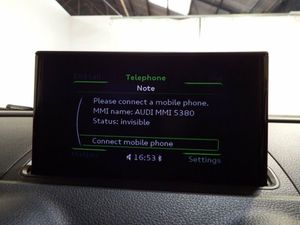 Telephone
Note
Please connect a mobile phone.
MMI name: AUDI MMI 5380
Status: invisible
Connect mobile phone
16:53
Settings